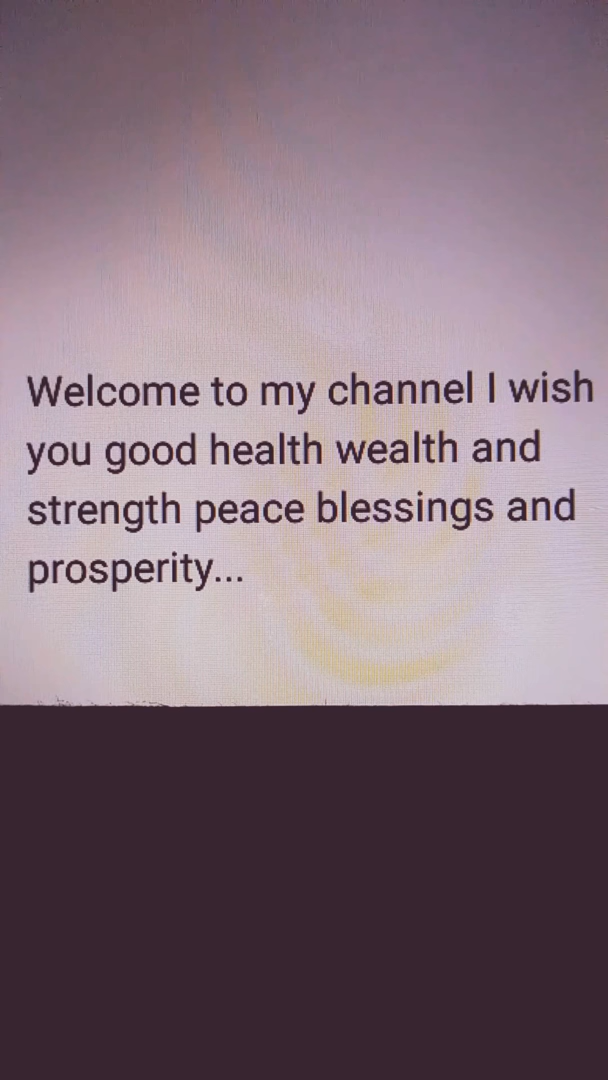 Welcome to my channel I wish
you good health wealth and
strength peace blessings and
prosperity...